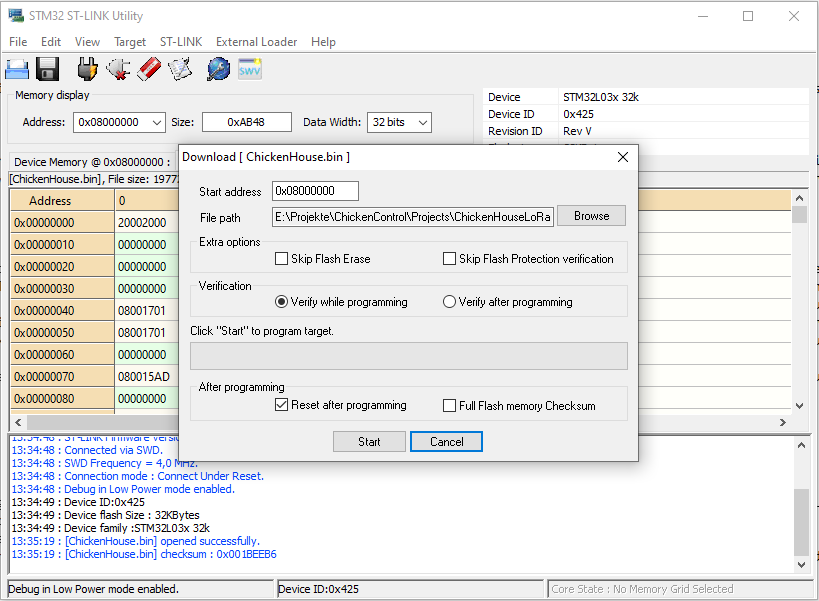 STM32 ST-LINK Utility
File Edit View Target ST-LINK External Loader Help
SWV
Memory display
Address: 0x08000000 Size: 0xAB48 Data Width: 32 bits
Device STM32L03x 32k
Device ID 0x425
Revision ID Rev V
Device Memory @ 0x08000000 :
[ChickenHouse.bin], File size: 1977
Address 0
0x00000000 20002000
0x00000010 00000000
0x00000020 00000000
0x00000030 00000000
0x00000040 08001701
0x00000050 08001701
0x00000060 00000000
0x00000070 080015AD
0x00000080 00000000
Download [ ChickenHouse.bin ]
Start address 0x08000000
File path E:\Projekte\ChickenControl\Projects\ChickenHouseLoRa Browse
Extra options
Skip Flash Erase Skip Flash Protection verification
Verification
Verify while programming Verify after programming
Click "Start" to program target.
After programming
Reset after programming Full Flash memory Checksum
Start Cancel
13:34:48 : ST-LINK Firmware versi
13:34:48 : Connected via SWD.
13:34:48 : SWD Frequency = 4,0 MHz.
13:34:48 : Connection mode : Connect Under Reset.
13:34:48 : Debug in Low Power mode enabled.
13:34:49 : Device ID:0x425
13:34:49 : Device flash Size : 32KBytes
13:34:49 : Device family :STM32L03x 32k
13:35:19 : [ChickenHouse.bin] opened successfully.
13:35:19 : [ChickenHouse.bin] checksum : 0x001BEEB6
Debug in Low Power mode enabled. Device ID:0x425 Core State : No Memory Grid Selected